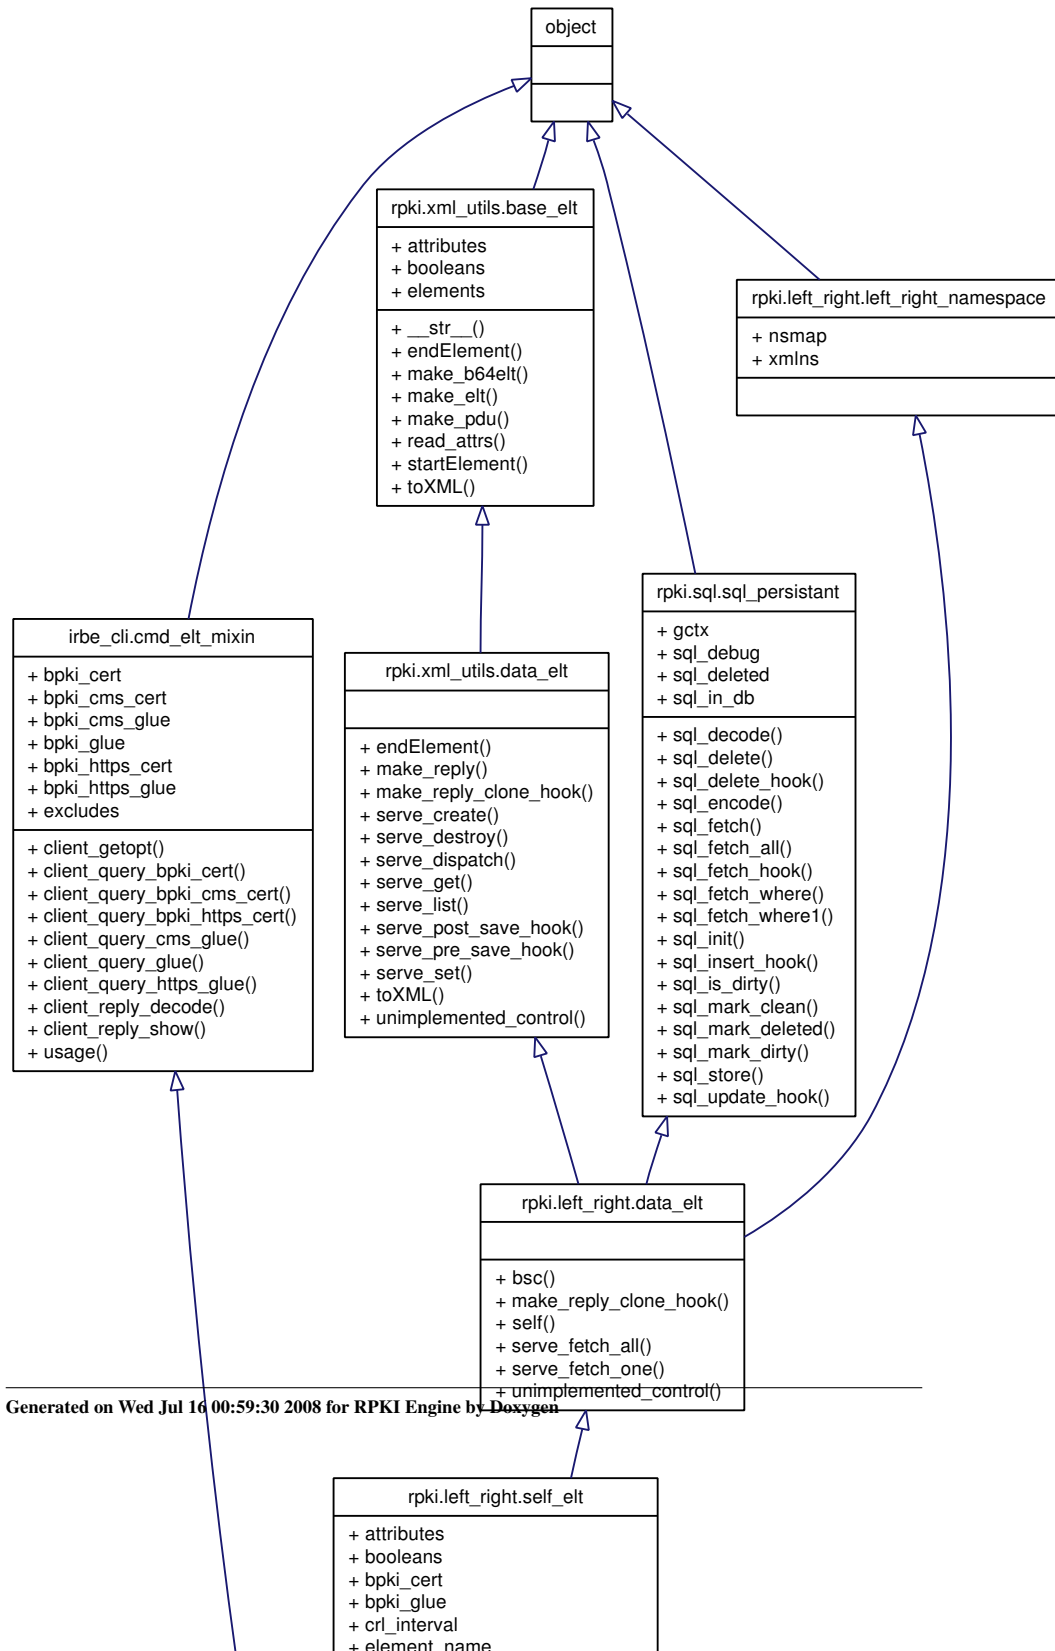 object
rpki.xml_utils.base_elt
+ attributes
+ booleans
+ elements
+ __str__()
+ endElement()
+ make_b64elt()
+ make_elt()
+ make_pdu()
+ read_attrs()
+ startElement()
+ toXML()
rpki.left_right.left_right_namespace
+ nsmap
+ xmlns
rpki.sql.sql_persistant
+ gctx
+ sql_debug
+ sql_deleted
+ sql_in_db
+ sql_decode()
+ sql_delete()
+ sql_delete_hook()
+ sql_encode()
+ sql_fetch()
+ sql_fetch_all()
+ sql_fetch_hook()
+ sql_fetch_where()
+ sql_fetch_where1()
+ sql_init()
+ sql_insert_hook()
+ sql_is_dirty()
+ sql_mark_clean()
+ sql_mark_deleted()
+ sql_mark_dirty()
+ sql_store()
+ sql_update_hook()
irbe_cli.cmd_elt_mixin
+ bpki_cert
+ bpki_cms_cert
+ bpki_cms_glue
+ bpki_glue
+ bpki_https_cert
+ bpki_https_glue
+ excludes
+ client_getopt()
+ client_query_bpki_cert()
+ client_query_bpki_cms_cert()
+ client_query_bpki_https_cert()
+ client_query_cms_glue()
+ client_query_glue()
+ client_query_https_glue()
+ client_reply_decode()
+ client_reply_show()
+ usage()
rpki.xml_utils.data_elt
+ endElement()
+ make_reply()
+ make_reply_clone_hook()
+ serve_create()
+ serve_destroy()
+ serve_dispatch()
+ serve_get()
+ serve_list()
+ serve_post_save_hook()
+ serve_pre_save_hook()
+ serve_set()
+ toXML()
+ unimplemented_control()
rpki.left_right.data_elt
+ bsc()
+ make_reply_clone_hook()
+ self()
+ serve_fetch_all()
+ serve_fetch_one()
+ unimplemented_control()
Generated on Wed Jul 16 00:59:30 2008 for RPKI Engine by Doxygen
rpki.left_right.self_elt
+ attributes
+ booleans
+ bpki_cert
+ bpki_glue
+ crl_interval
+ element_name